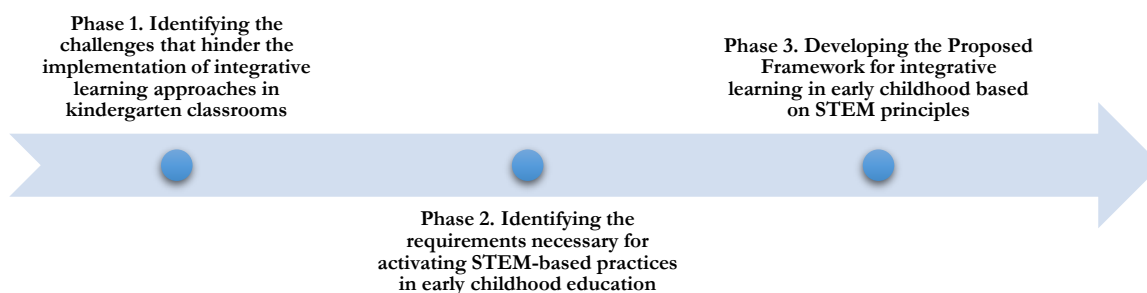 Phase 1. Identifying the
challenges that hinder the
implementation of integrative
learning approaches in
kindergarten classrooms
Phase 2. Identifying the
requirements necessary for
activating STEM-based practices
in early childhood education
Phase 3. Developing the Proposed
Framework for integrative
learning in early childhood based
on STEM principles